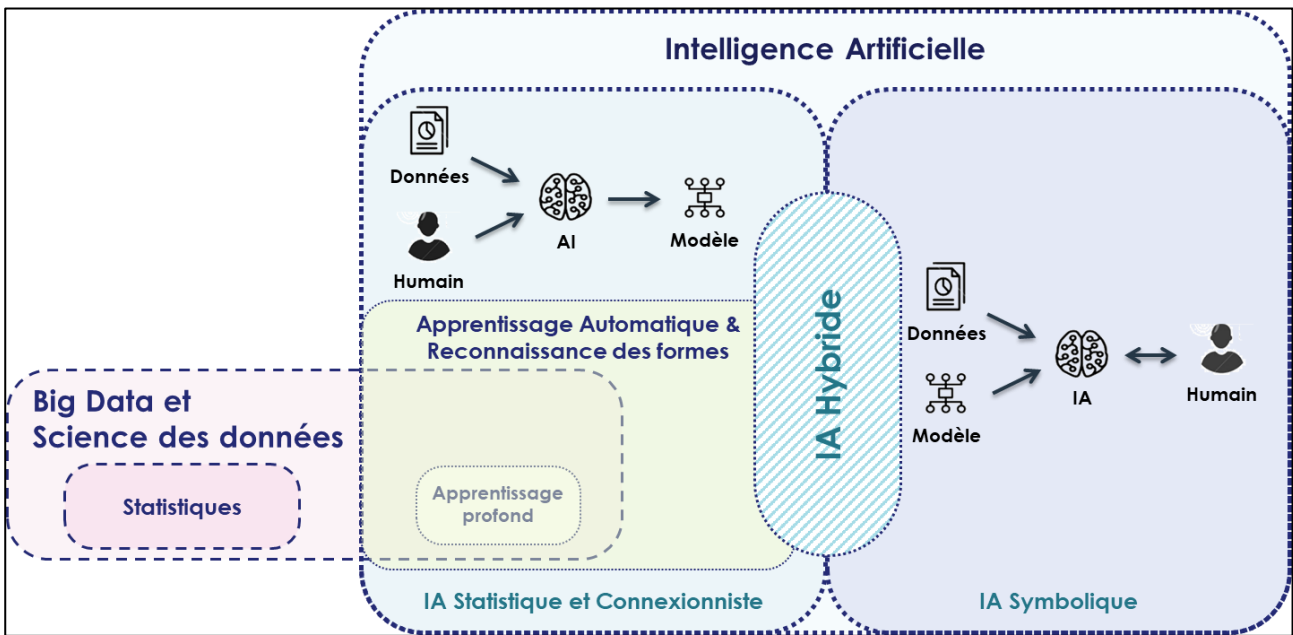 Intelligence Artificielle
Données
Humain
AI
Modèle
Apprentissage Automatique &
Reconnaissance des formes
Big Data et
Science des données
Statistiques
Apprentissage
profond
IA Statistique et Connexionniste
IA Hybride
Données
Modèle
IA
Humain
IA Symbolique